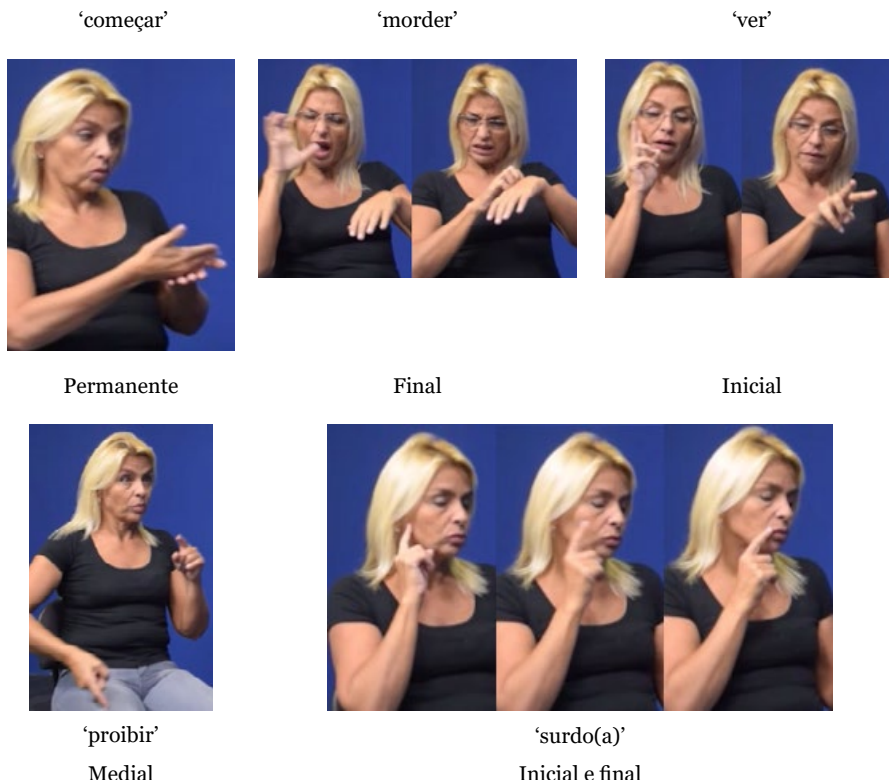 ‘começar’ ‘morder’ ‘ver’
Permanente Final Inicial
‘proibir’ ‘surdo(a)’
Medial Inicial e final